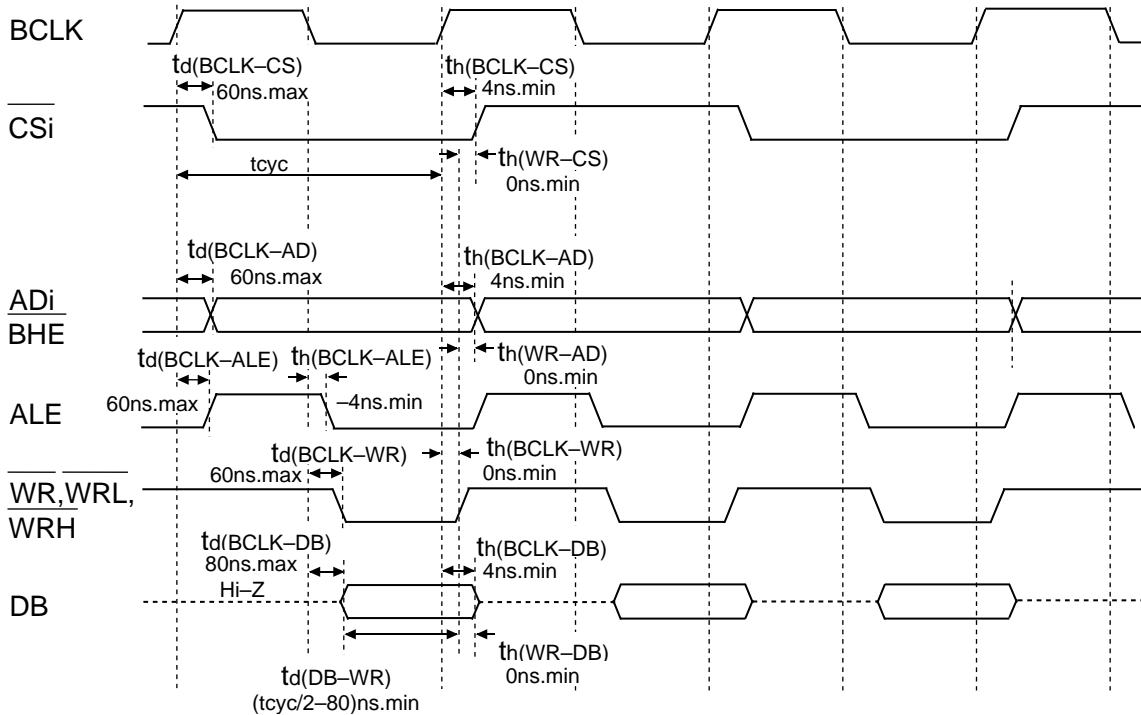 BCLK
td(BCLK–CS)
60ns.max
th(BCLK–CS)
4ns.min
CSi
tcyc
th(WR–CS)
0ns.min
td(BCLK–AD)
60ns.max
th(BCLK–AD)
4ns.min
ADi
BHE
td(BCLK–ALE)
60ns.max
th(BCLK–ALE)
–4ns.min
th(WR–AD)
0ns.min
ALE
td(BCLK–WR)
60ns.max
th(BCLK–WR)
0ns.min
WR,WRL,
WRH
td(BCLK–DB)
80ns.max
th(BCLK–DB)
4ns.min
Hi–Z
DB
td(DB–WR)
(tcyc/2–80)ns.min
th(WR–DB)
0ns.min